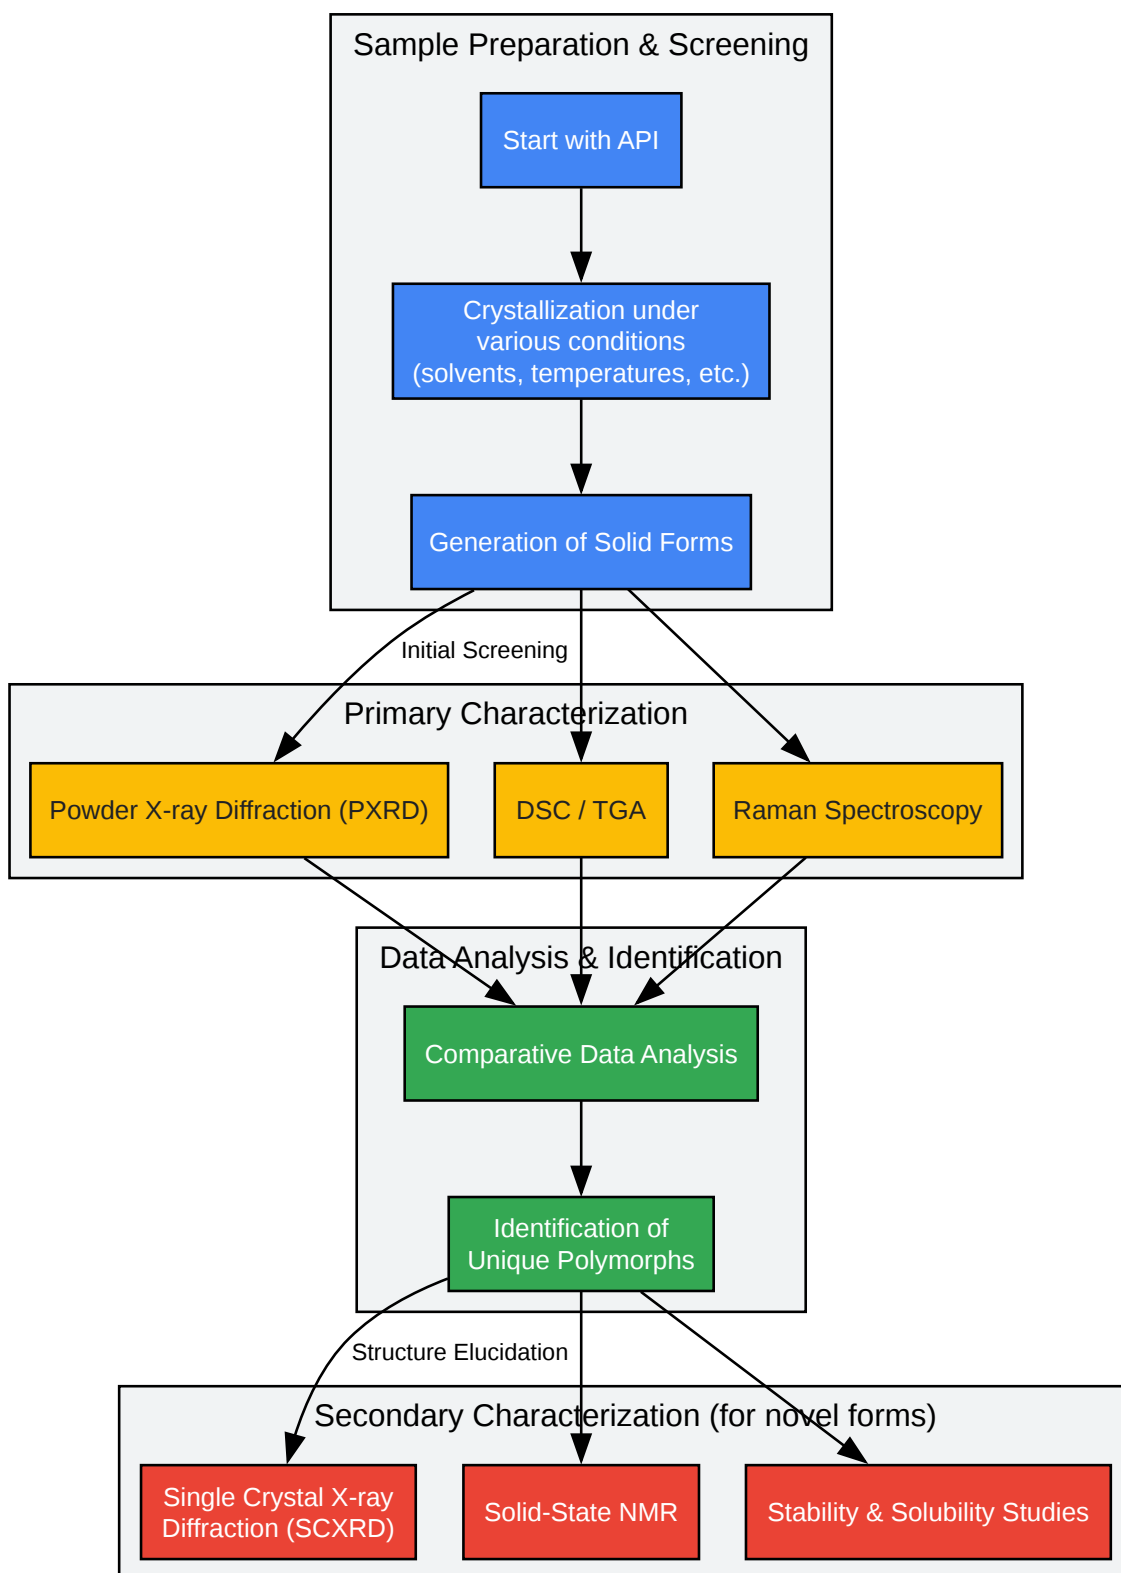 Sample Preparation & Screening
Start with API
Crystallization under
various conditions
(solvents, temperatures, etc.)
Generation of Solid Forms
Initial Screening
Primary Characterization
Powder X-ray Diffraction (PXRD)
DSC / TGA
Raman Spectroscopy
Data Analysis & Identification
Comparative Data Analysis
Identification of
Unique Polymorphs
Structure Elucidation
Secondary Characterization (for novel forms)
Single Crystal X-ray
Diffraction (SCXRD)
Solid-State NMR
Stability & Solubility Studies